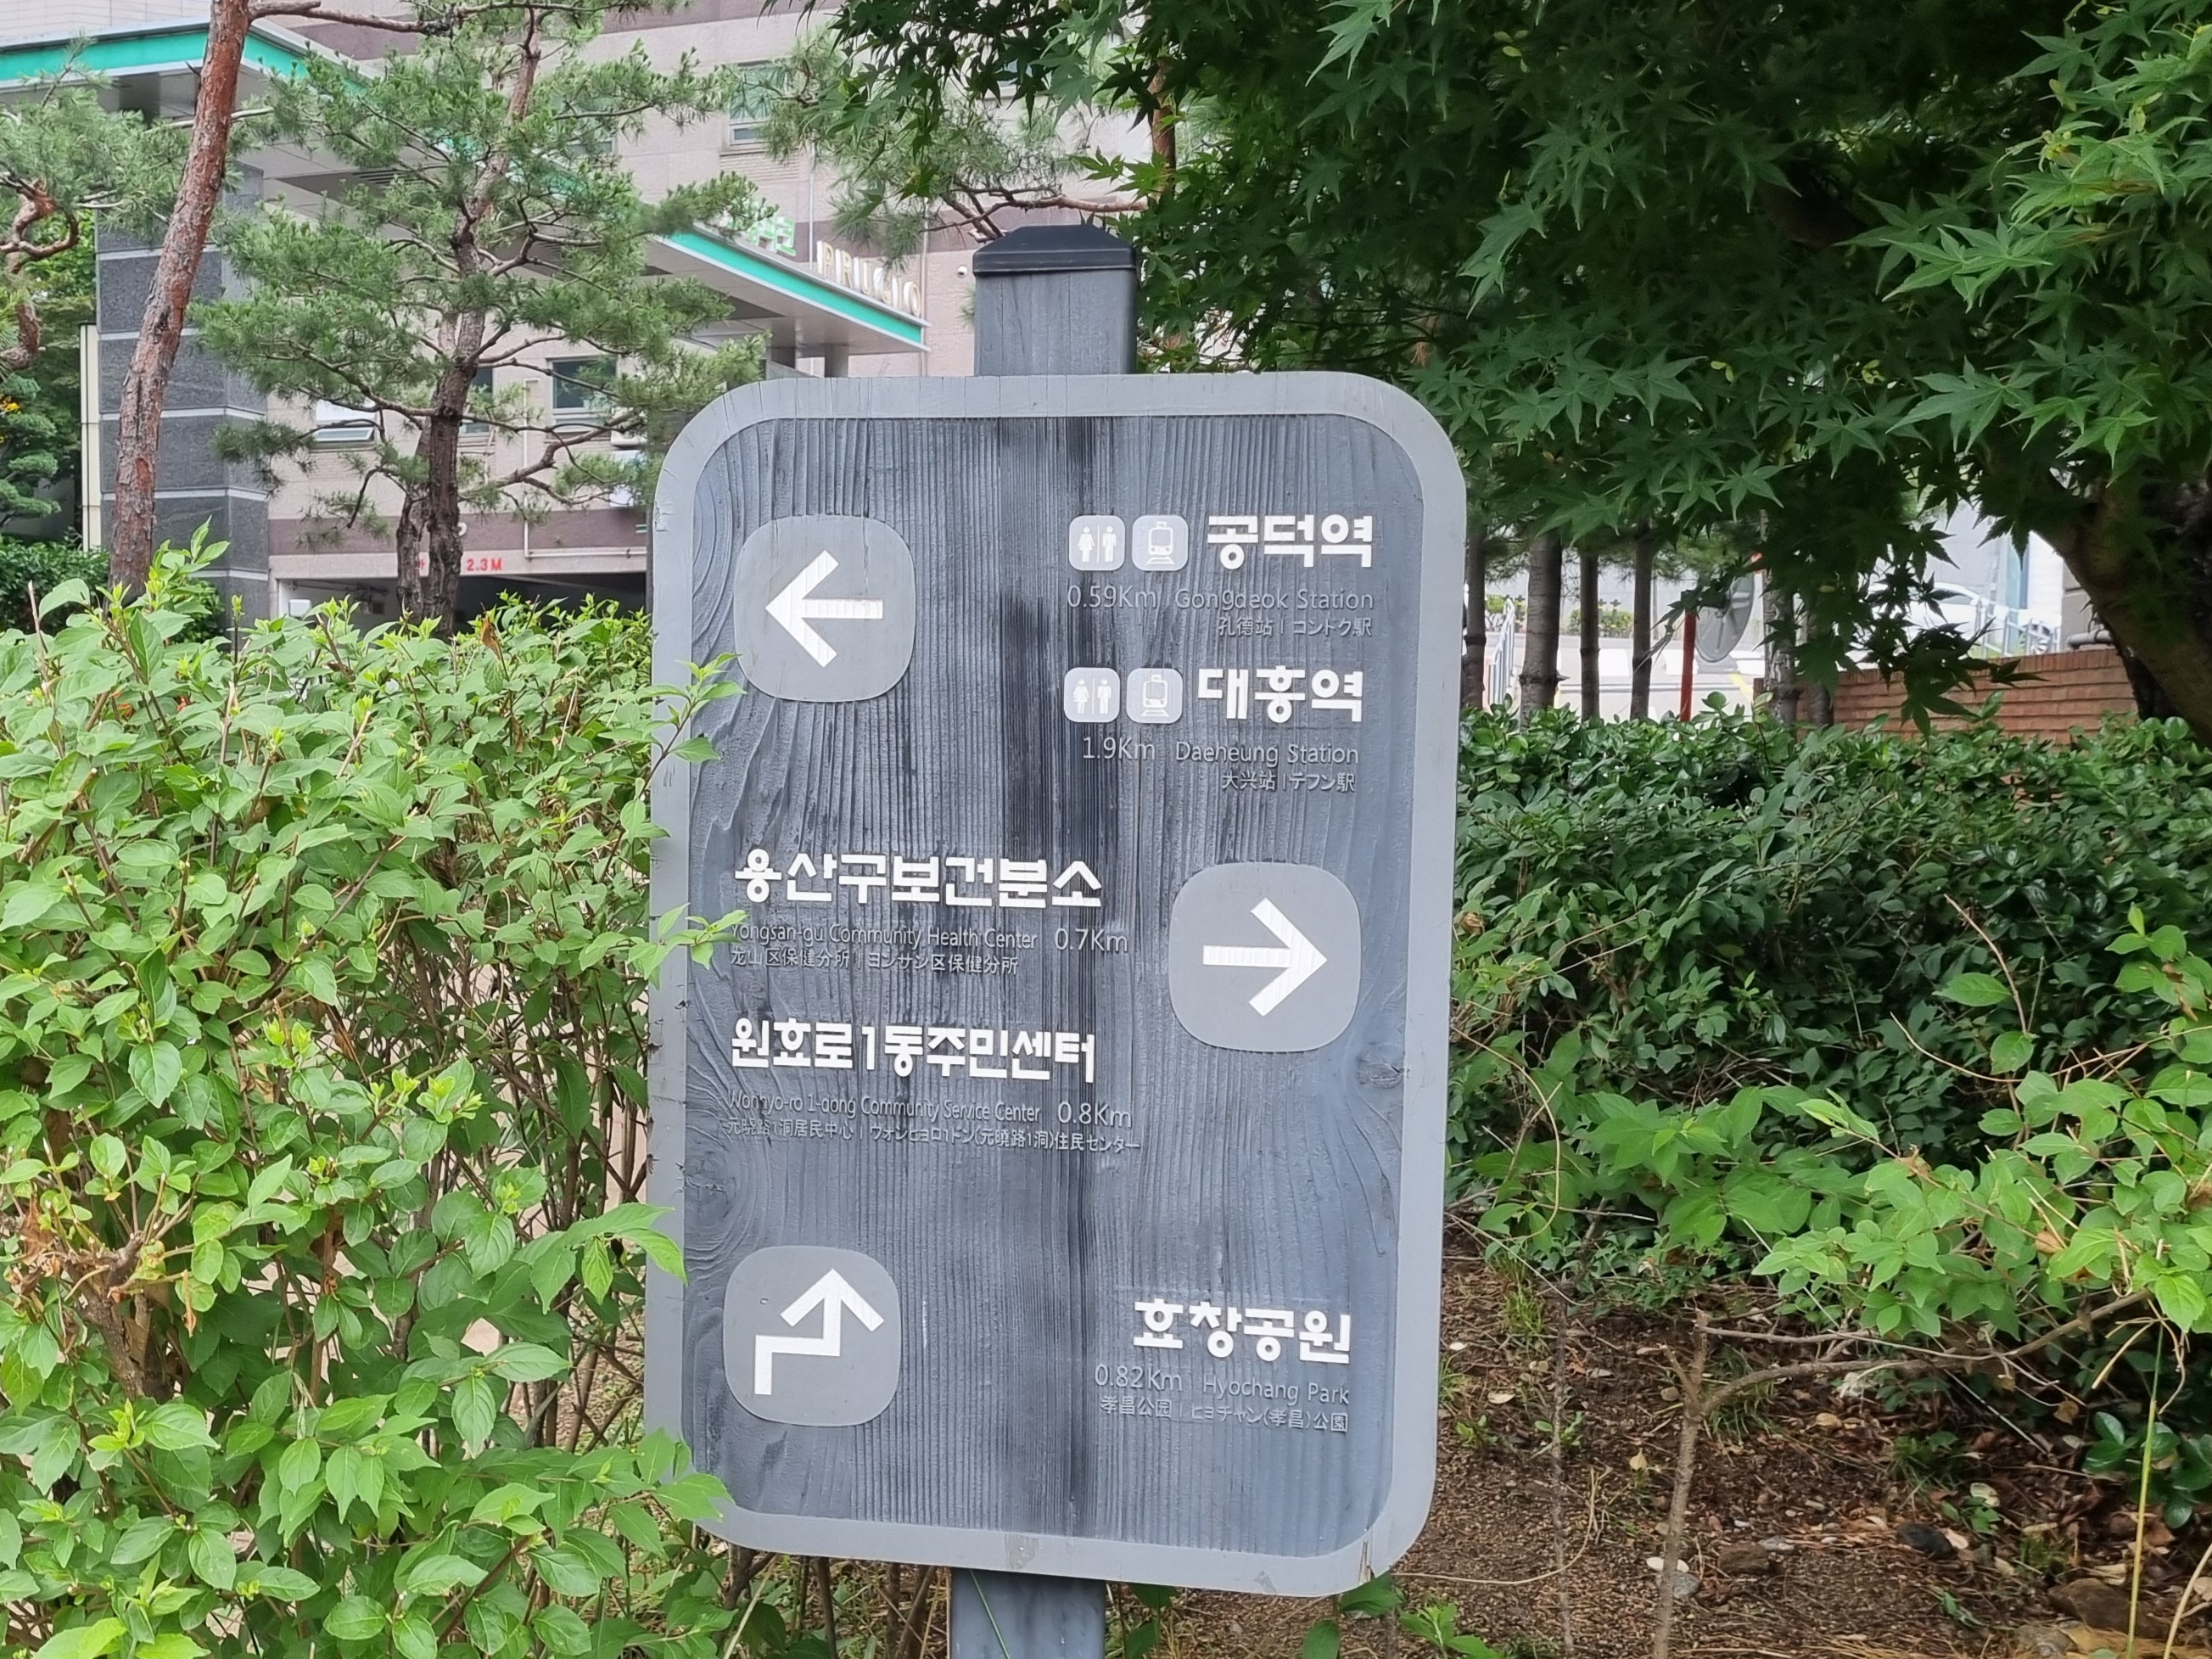 PRUGIO
2.3M
공덕역
0.59Km Gongdeok Station
孔德站 | コンドク駅
대흥역
1.9Km Daeheung Station
大兴站 | テフン駅
용산구보건분소
Yongsan-gu Community Health Center 0.7Km
龙山区保健分所 | ヨンサン区保健分所
원효로1동주민센터
Wonhyo-ro 1-dong Community Service Center 0.8Km
元晓路1洞居民中心 | ウォンヒョロ1ドン(元曉路1洞)住民センター
효창공원
0.82Km Hyochang Park
孝昌公园 | ヒョチャン(孝昌)公園